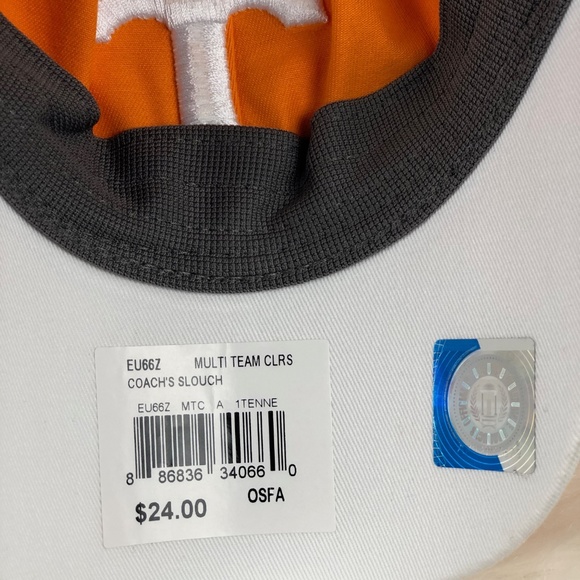 EU66Z MULTI TEAM CLRS
COACH'S SLOUCH
EU66Z MTC A 1TENNE
8 86836 34066 0
$24.00 OSFA